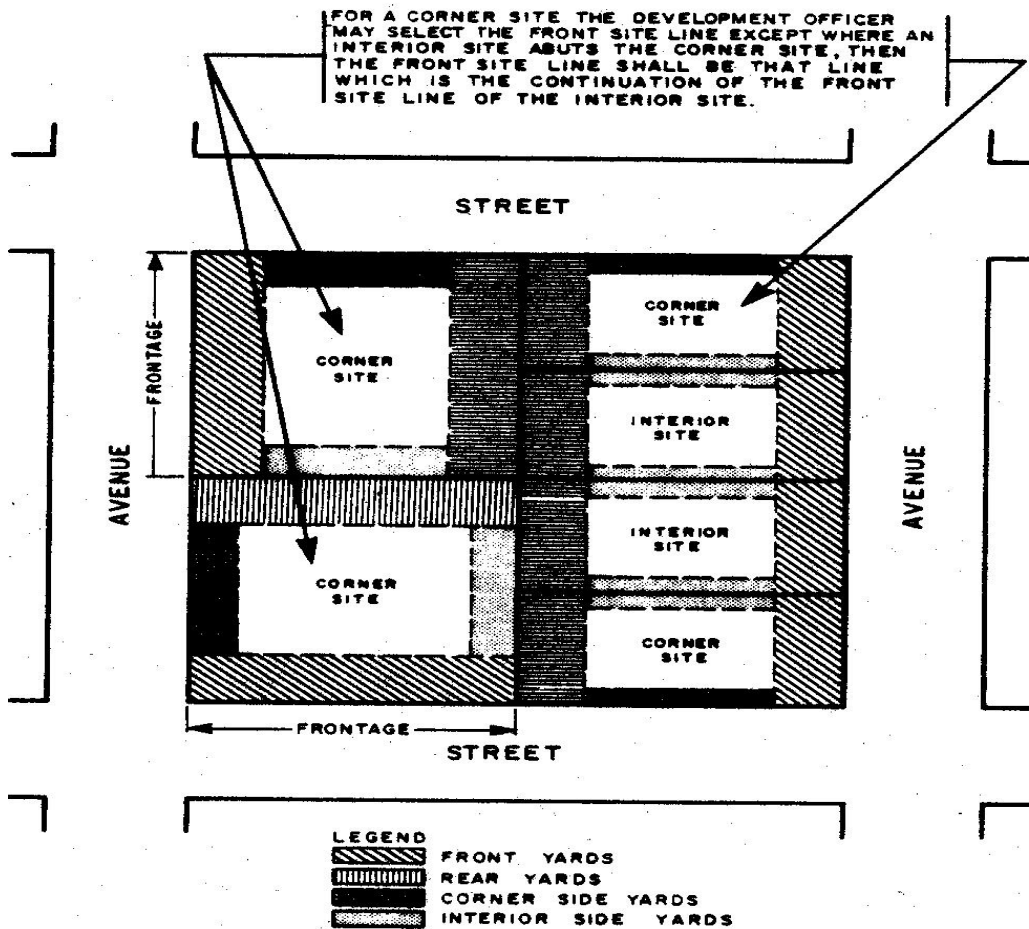 FOR A CORNER SITE THE DEVELOPMENT OFFICER
MAY SELECT THE FRONT SITE LINE EXCEPT WHERE AN
INTERIOR SITE ABUTS THE CORNER SITE, THEN
THE FRONT SITE LINE SHALL BE THAT LINE
WHICH IS THE CONTINUATION OF THE FRONT
SITE LINE OF THE INTERIOR SITE.
STREET
FRONTAGE
AVENUE
CORNER
SITE
CORNER
SITE
CORNER
SITE
INTERIOR
SITE
INTERIOR
SITE
CORNER
SITE
AVENUE
FRONTAGE
STREET
LEGEND
FRONT YARDS
REAR YARDS
CORNER SIDE YARDS
INTERIOR SIDE YARDS